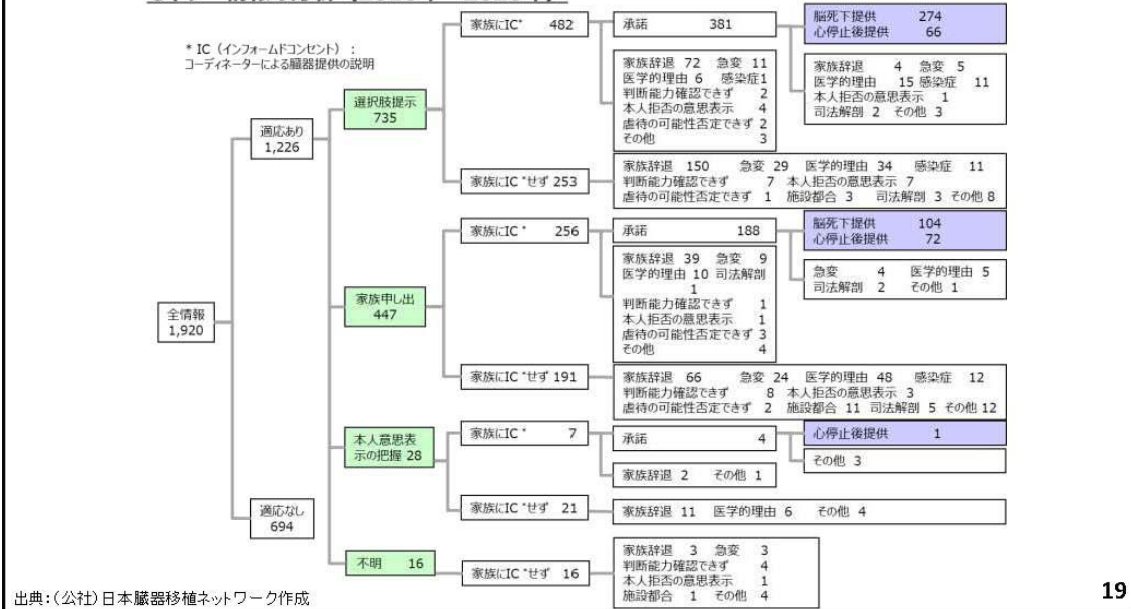 * IC（インフォームドコンセント）：
コーディネーターによる臓器提供の説明
全情報
1,920
適応あり
1,226
適応なし
694
選択肢提示
735
家族にIC* 482
承諾 381
脳死下提供 274
心停止後提供 66
家族辞退 4 急変 5
医学的理由 15 感染症 11
本人拒否の意思表示 1
司法解剖 2 その他 3
家族辞退 72 急変 11
医学的理由 6 感染症1
判断能力確認できず 2
本人拒否の意思表示 4
虐待の可能性否定できず 2
その他 3
家族にIC*せず 253
家族辞退 150 急変 29 医学的理由 34 感染症 11
判断能力確認できず 7 本人拒否の意思表示 7
虐待の可能性否定できず 1 施設都合 3 司法解剖 3 その他 8
家族申し出
447
家族にIC* 256
承諾 188
脳死下提供 104
心停止後提供 72
急変 4 医学的理由 5
司法解剖 2 その他 1
家族辞退 39 急変 9
医学的理由 10 司法解剖
1
判断能力確認できず 1
本人拒否の意思表示 1
虐待の可能性否定できず 3
その他 4
家族にIC*せず 191
家族辞退 66 急変 24 医学的理由 48 感染症 12
判断能力確認できず 8 本人拒否の意思表示 3
虐待の可能性否定できず 2 施設都合 11 司法解剖 5 その他 12
本人意思表
示の把握 28
家族にIC* 7
承諾 4
心停止後提供 1
その他 3
家族辞退 2 その他 1
家族にIC*せず 21
家族辞退 11 医学的理由 6 その他 4
不明 16
家族にIC*せず 16
家族辞退 3 急変 3
判断能力確認できず 4
本人拒否の意思表示 1
施設都合 1 その他 4
出典：（公社）日本臓器移植ネットワーク作成
19